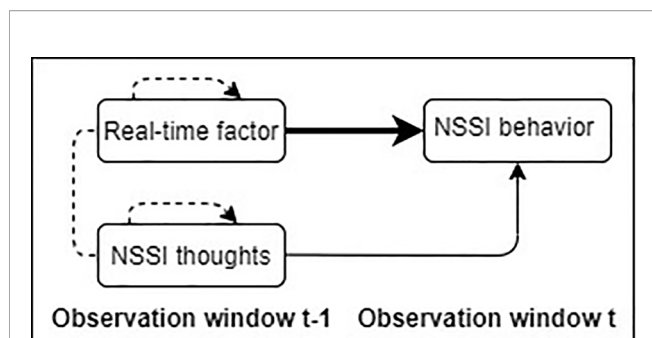 Real-time factor
NSSI behavior
NSSI thoughts
Observation window t-1
Observation window t